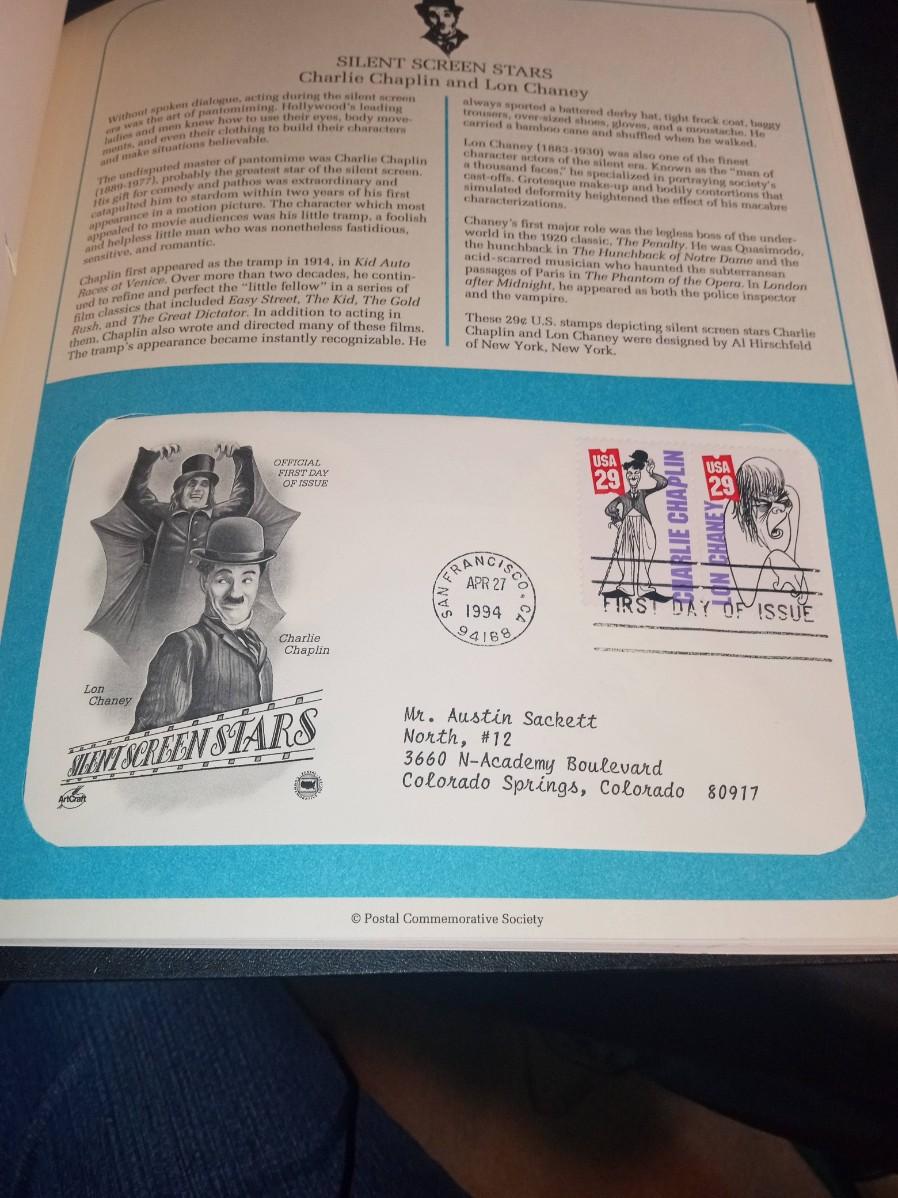 SILENT SCREEN STARS
Charlie Chaplin and Lon Chaney
Without spoken dialogue, acting during the silent screen
era was the art of pantomiming. Hollywood's leading
ladies and men knew how to use their eyes, body move-
ments, and even their clothing to build their characters
and make situations believable.
The undisputed master of pantomime was Charlie Chaplin
(1889-1977), probably the greatest star of the silent screen.
His gift for comedy and pathos was extraordinary and
catapulted him to stardom within two years of his first
appearance in a motion picture. The character which most
appealed to movie audiences was his little tramp, a foolish
and helpless little man who was nonetheless fastidious,
sensitive, and romantic.
Chaplin first appeared as the tramp in 1914, in Kid Auto
Races at Venice. Over more than two decades, he contin-
ued to refine and perfect the "little fellow" in a series of
film classics that included Easy Street, The Kid, The Gold
Rush, and The Great Dictator. In addition to acting in
them, Chaplin also wrote and directed many of these films.
The tramp's appearance became instantly recognizable. He
always sported a battered derby hat, tight frock coat, baggy
trousers, over-sized shoes, gloves, and a moustache. He
carried a bamboo cane and shuffled when he walked.
Lon Chaney (1883-1930) was also one of the finest
character actors of the silent era. Known as the "man of
a thousand faces," he specialized in portraying society's
cast-offs. Grotesque make-up and bodily contortions that
simulated deformity heightened the effect of his macabre
characterizations.
Chaney's first major role was the legless boss of the under-
world in the 1920 classic, The Penalty. He was Quasimodo,
the hunchback in The Hunchback of Notre Dame and the
acid-scarred musician who haunted the subterranean
passages of Paris in The Phantom of the Opera. In London
after Midnight, he appeared as both the police inspector
and the vampire.
These 29¢ U.S. stamps depicting silent screen stars Charlie
Chaplin and Lon Chaney were designed by Al Hirschfeld
of New York, New York.
OFFICIAL
FIRST DAY
OF ISSUE
Charlie
Chaplin
Lon
Chaney
SILENT SCREEN STARS
ArtCraft
SAN FRANCISCO, CA
APR 27
1994
94188
USA
29
CHARLIE CHAPLIN
USA
29
LON CHANEY
FIRST DAY OF ISSUE
Mr. Austin Sackett
North, #12
3660 N-Academy Boulevard
Colorado Springs, Colorado 80917
© Postal Commemorative Society